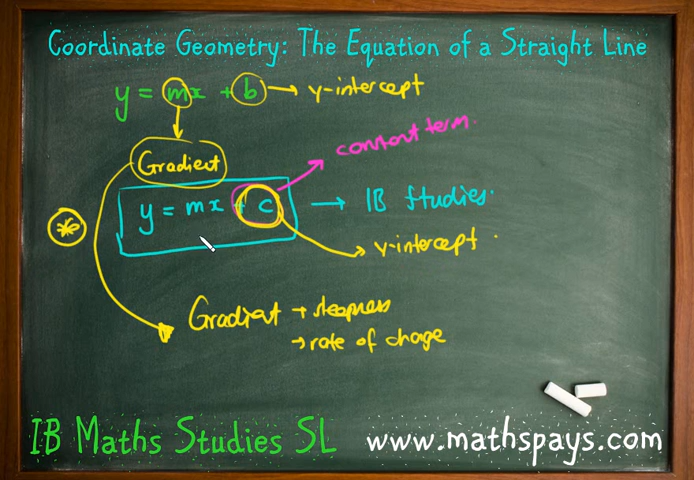 Coordinate Geometry: The Equation of a Straight Line
y = mx + b → y-intercept
Gradient
constant term.
y = mx + c → IB Studies.
y-intercept
Gradient → steepness
→ rate of change
IB Maths Studies SL www.mathspays.com